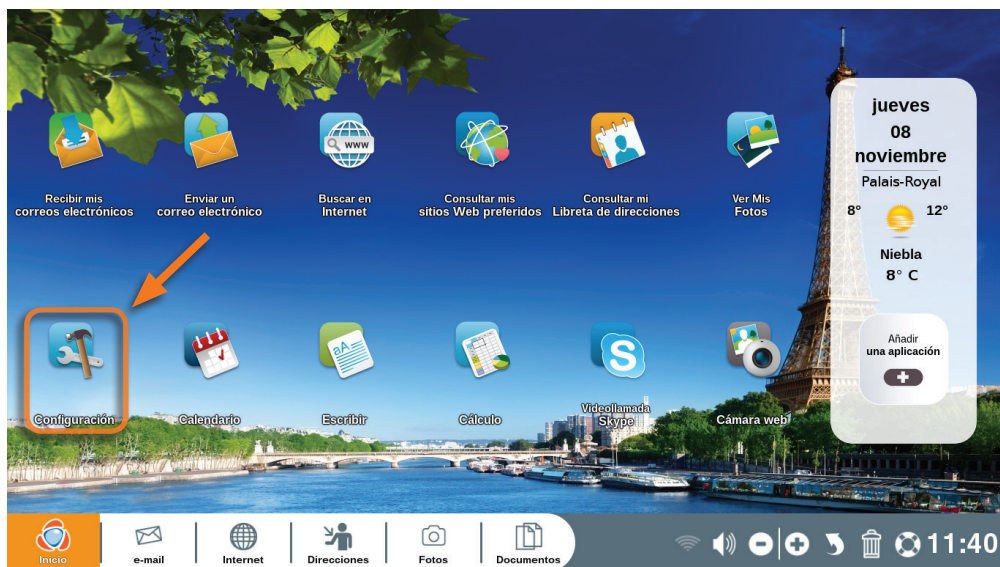 Recibir mis
correos electrónicos
Enviar un
correo electrónico
WWW
Buscar en
Internet
Consultar mis
sitios Web preferidos
Consultar mi
Libreta de direcciones
Ver Mis
Fotos
jueves
08
noviembre
Palais-Royal
8° 12°
Niebla
8° C
Añadir
una aplicación
Configuración
Calendario
aA
Escribir
Cálculo
S
Videollamada
Skype
Cámara web
Inicio
e-mail
Internet
Direcciones
Fotos
Documentos
11:40